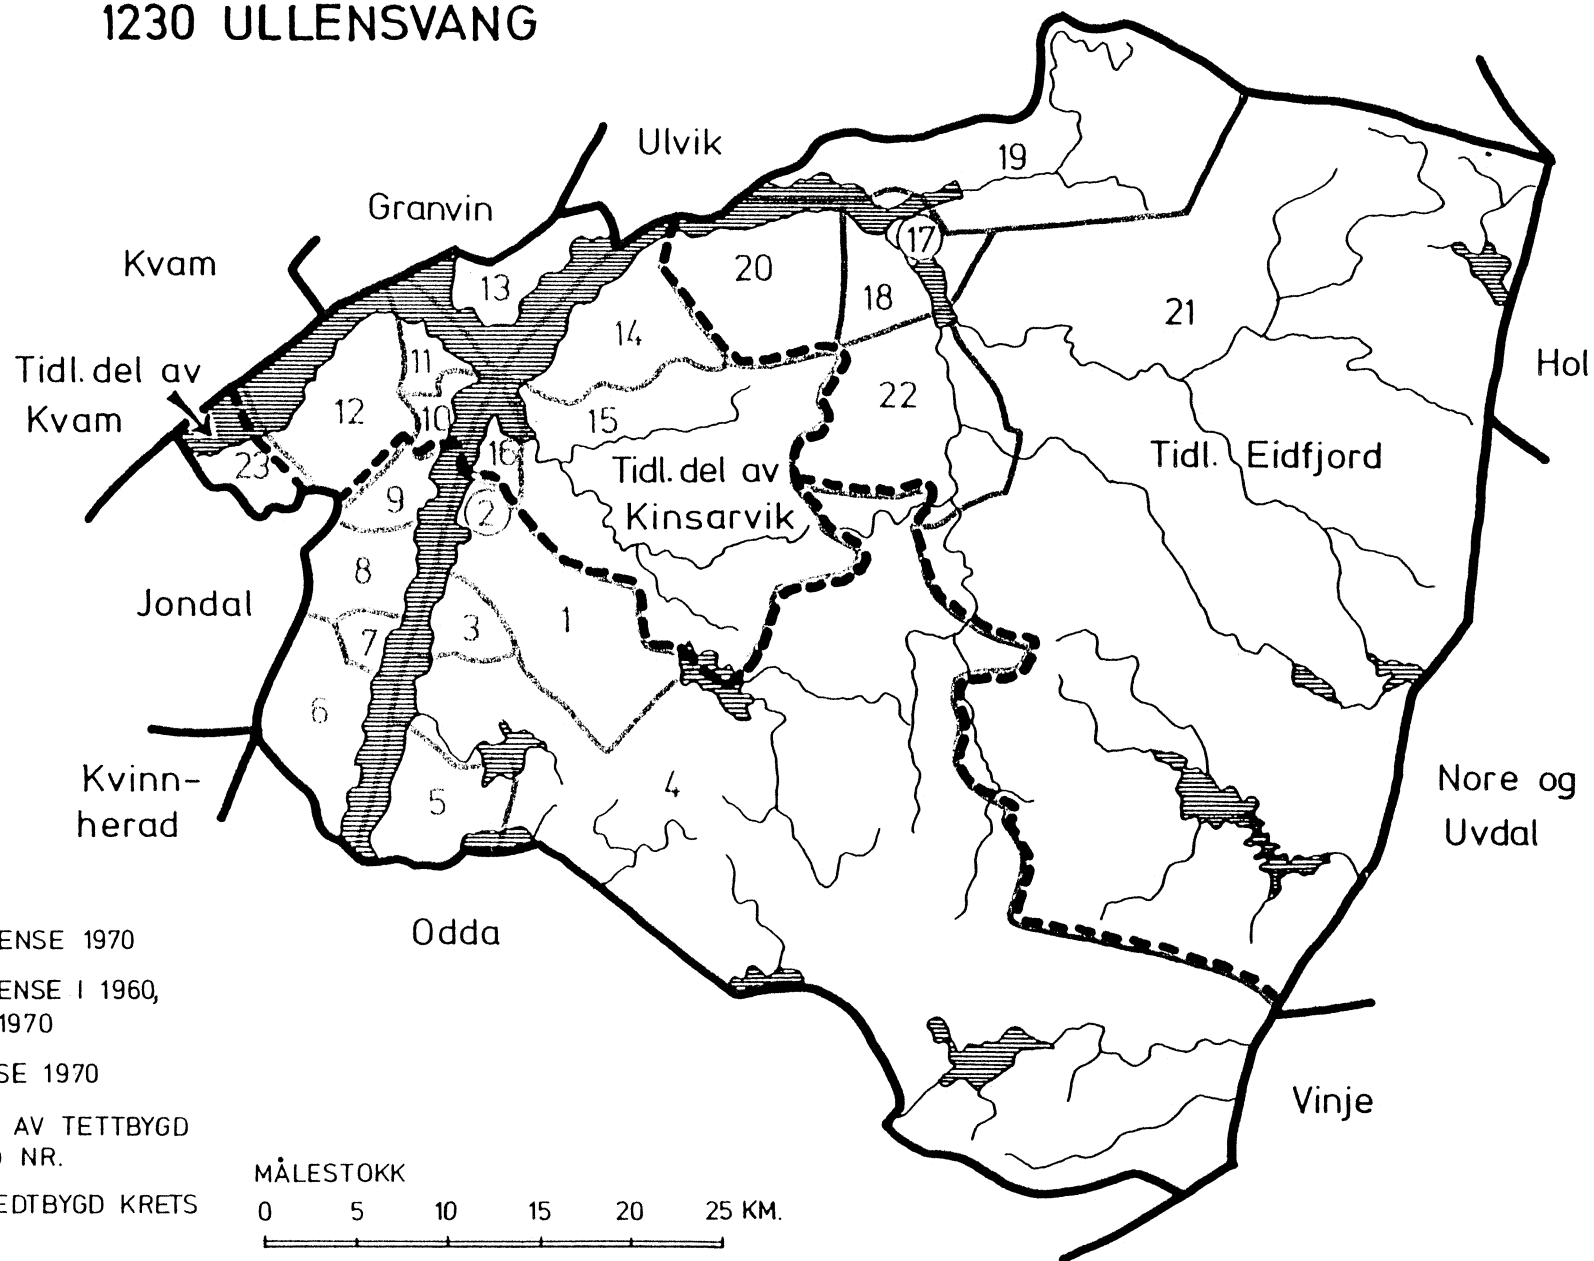 1230 ULLENSVANG
Ulvik
Granvin
Kvam
19
17
20
13
18
21
14
11
Tidl. del av
Kvam
Hol
12
10
22
15
16
23
Tidl. del av
Kinsarvik
Tidl. Eidfjord
9
2
8
Jondal
1
3
7
6
Kvinn-
herad
4
5
Nore og
Uvdal
Odda
Vinje
ENSE 1970
ENSE I 1960,
1970
SE 1970
AV TETTBYGD
NR.
EDTBYGD KRETS
MÅLESTOKK
0 5 10 15 20 25 KM.